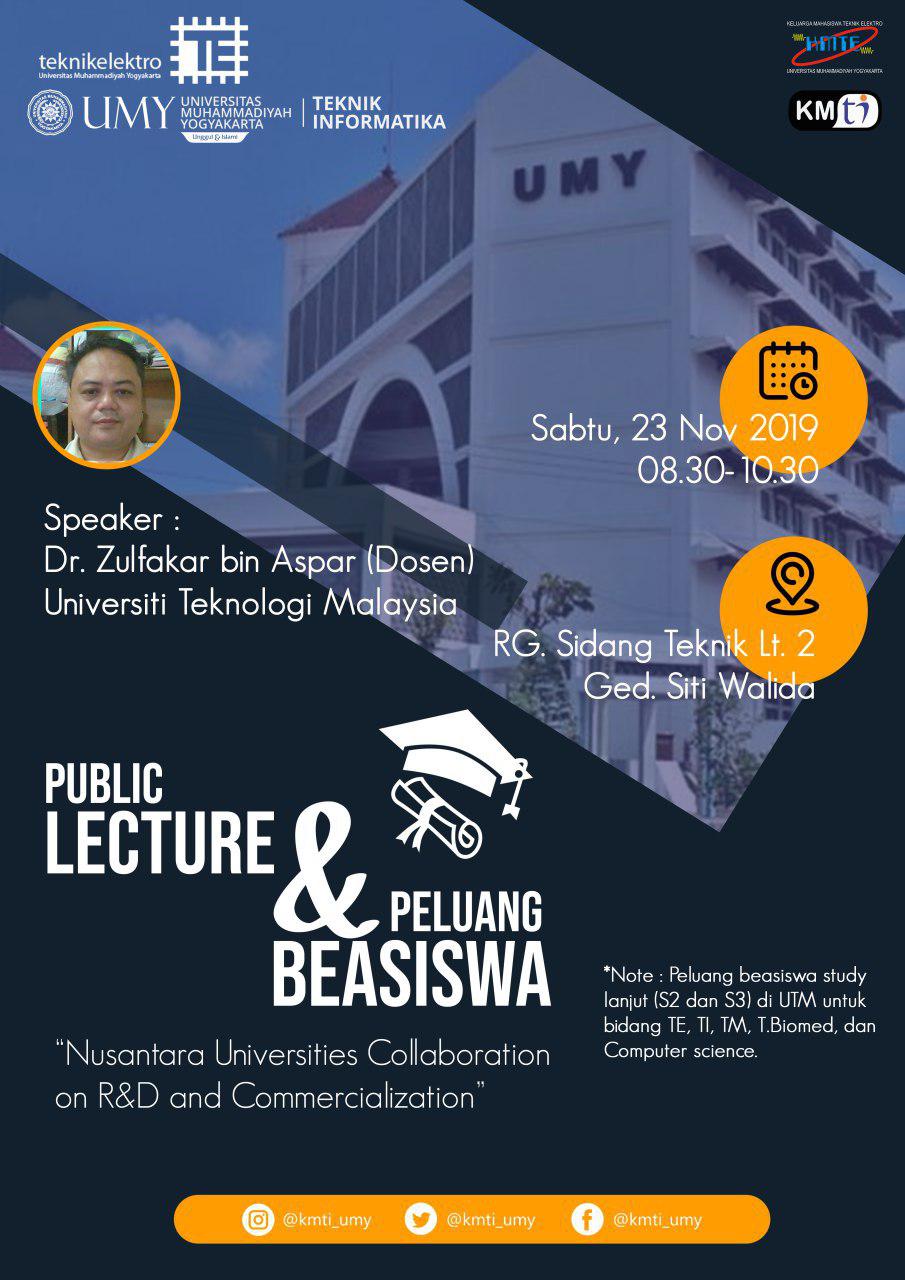 teknikelektro
Universitas Muhammadiyah Yogyakarta
TE
UMY
UNIVERSITAS
MUHAMMADIYAH
YOGYAKARTA
Unggul & Islami
TEKNIK
INFORMATIKA
KELUARGA MAHASISWA TEKNIK ELEKTRO
HMTE
UNIVERSITAS MUHAMMADIYAH YOGYAKARTA
KMti
UMY
Sabtu, 23 Nov 2019
08.30-10.30
Speaker :
Dr. Zulfakar bin Aspar (Dosen)
Universiti Teknologi Malaysia
RG. Sidang Teknik Lt. 2
Ged. Siti Walida
PUBLIC
LECTURE
&
PELUANG
BEASISWA
"Nusantara Universities Collaboration
on R&D and Commercialization"
*Note : Peluang beasiswa study
lanjut (S2 dan S3) di UTM untuk
bidang TE, TI, TM, T.Biomed, dan
Computer science.
@kmti_umy
@kmti_umy
@kmti_umy